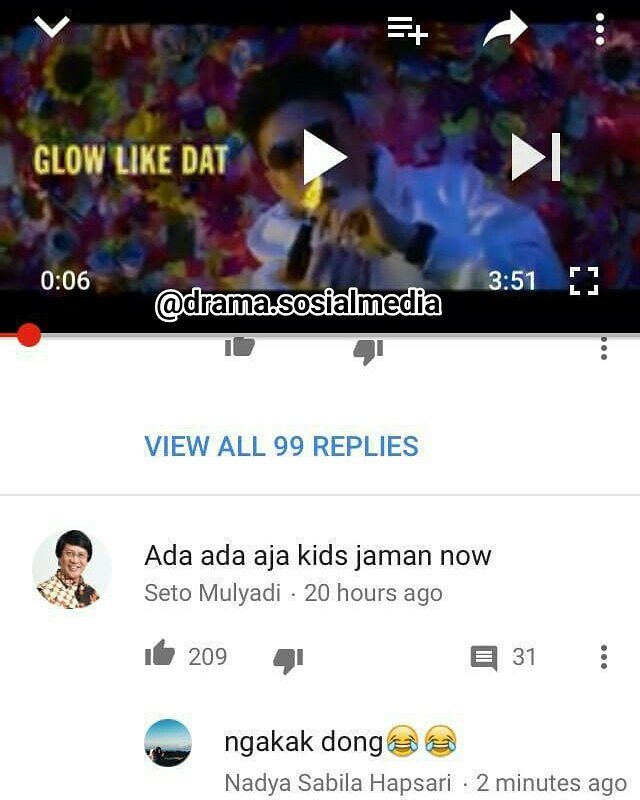 GLOW LIKE DAT
0:06
3:51
@drama.sosialmedia
VIEW ALL 99 REPLIES
Ada ada aja kids jaman now
Seto Mulyadi · 20 hours ago
209
31
ngakak dong😂😂
Nadya Sabila Hapsari · 2 minutes ago